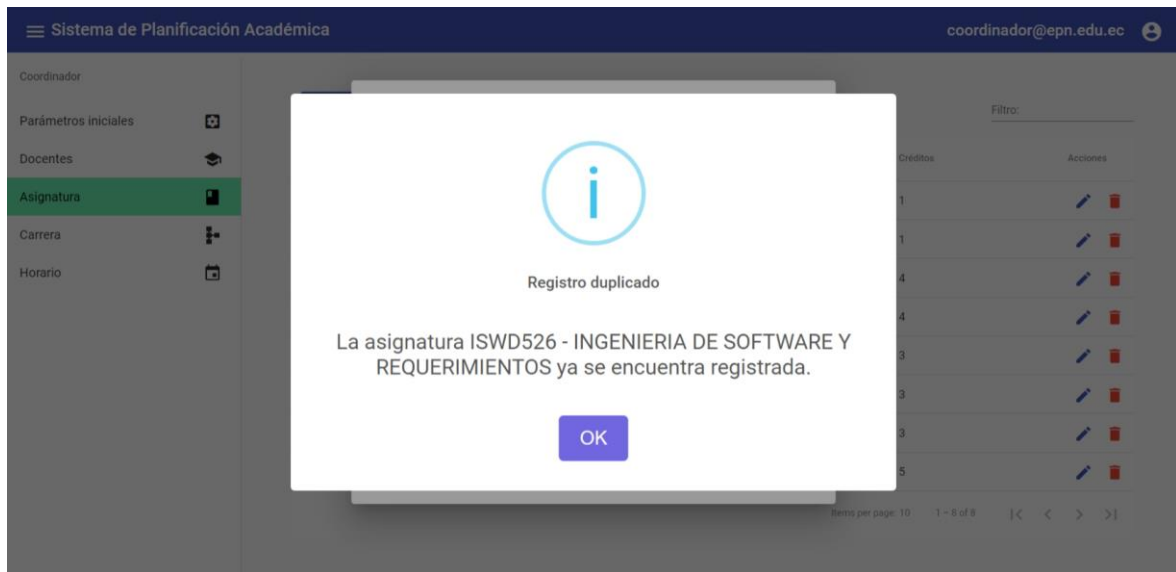 Sistema de Planificación Académica
coordinador@epn.edu.ec
Coordinador
Parámetros iniciales
Docentes
Asignatura
Carrera
Horario
Filtro:
Créditos
Acciones
1
1
4
4
3
3
3
5
Items per page: 10
1 – 8 of 8
i
Registro duplicado
La asignatura ISWD526 - INGENIERIA DE SOFTWARE Y
REQUERIMIENTOS ya se encuentra registrada.
OK